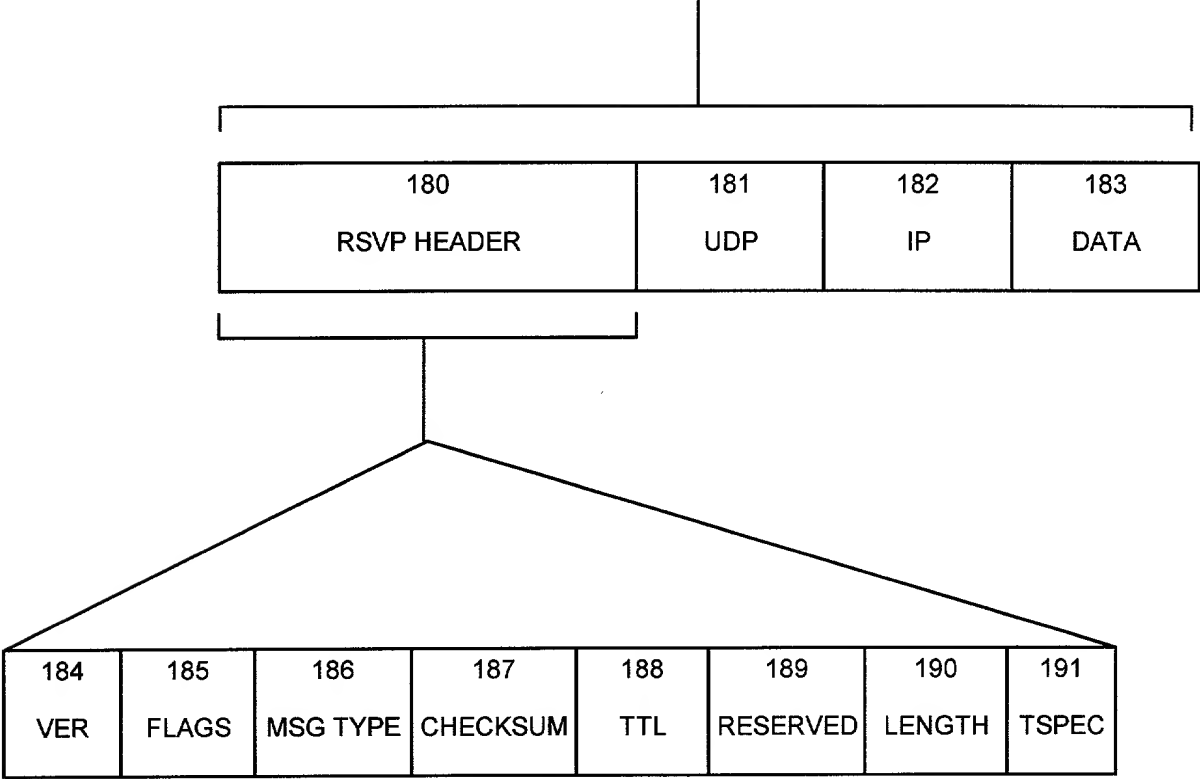 180 181 182 183
RSVP HEADER UDP IP DATA
184 185 186 187 188 189 190 191
VER FLAGS MSG TYPE CHECKSUM TTL RESERVED LENGTH TSPEC